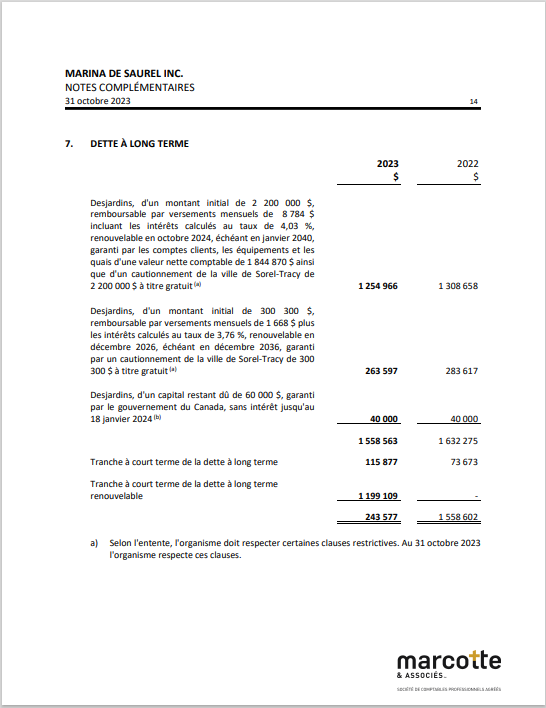 MARINA DE SAUREL INC.
NOTES COMPLÉMENTAIRES
31 octobre 2023 14
7. DETTE À LONG TERME
2023 2022
$ $
Desjardins, d'un montant initial de 2 200 000 $,
remboursable par versements mensuels de 8 784 $
incluant les intérêts calculés au taux de 4,03 %,
renouvelable en octobre 2024, échéant en janvier 2040,
garanti par les comptes clients, les équipements et les
quais d'une valeur nette comptable de 1 844 870 $ ainsi
que d'un cautionnement de la ville de Sorel-Tracy de
2 200 000 $ à titre gratuit (a) 1 254 966 1 308 658
Desjardins, d'un montant initial de 300 300 $,
remboursable par versements mensuels de 1 668 $ plus
les intérêts calculés au taux de 3,76 %, renouvelable en
décembre 2026, échéant en décembre 2036, garanti
par un cautionnement de la ville de Sorel-Tracy de 300
300 $ à titre gratuit (a) 263 597 283 617
Desjardins, d'un capital restant dû de 60 000 $, garanti
par le gouvernement du Canada, sans intérêt jusqu'au
18 janvier 2024 (b) 40 000 40 000
1 558 563 1 632 275
Tranche à court terme de la dette à long terme 115 877 73 673
Tranche à court terme de la dette à long terme
renouvelable 1 199 109 -
243 577 1 558 602
a) Selon l'entente, l'organisme doit respecter certaines clauses restrictives. Au 31 octobre 2023
l'organisme respecte ces clauses.
marcotte
& ASSOCIÉS
SOCIÉTÉ DE COMPTABLES PROFESSIONNELS AGRÉÉS